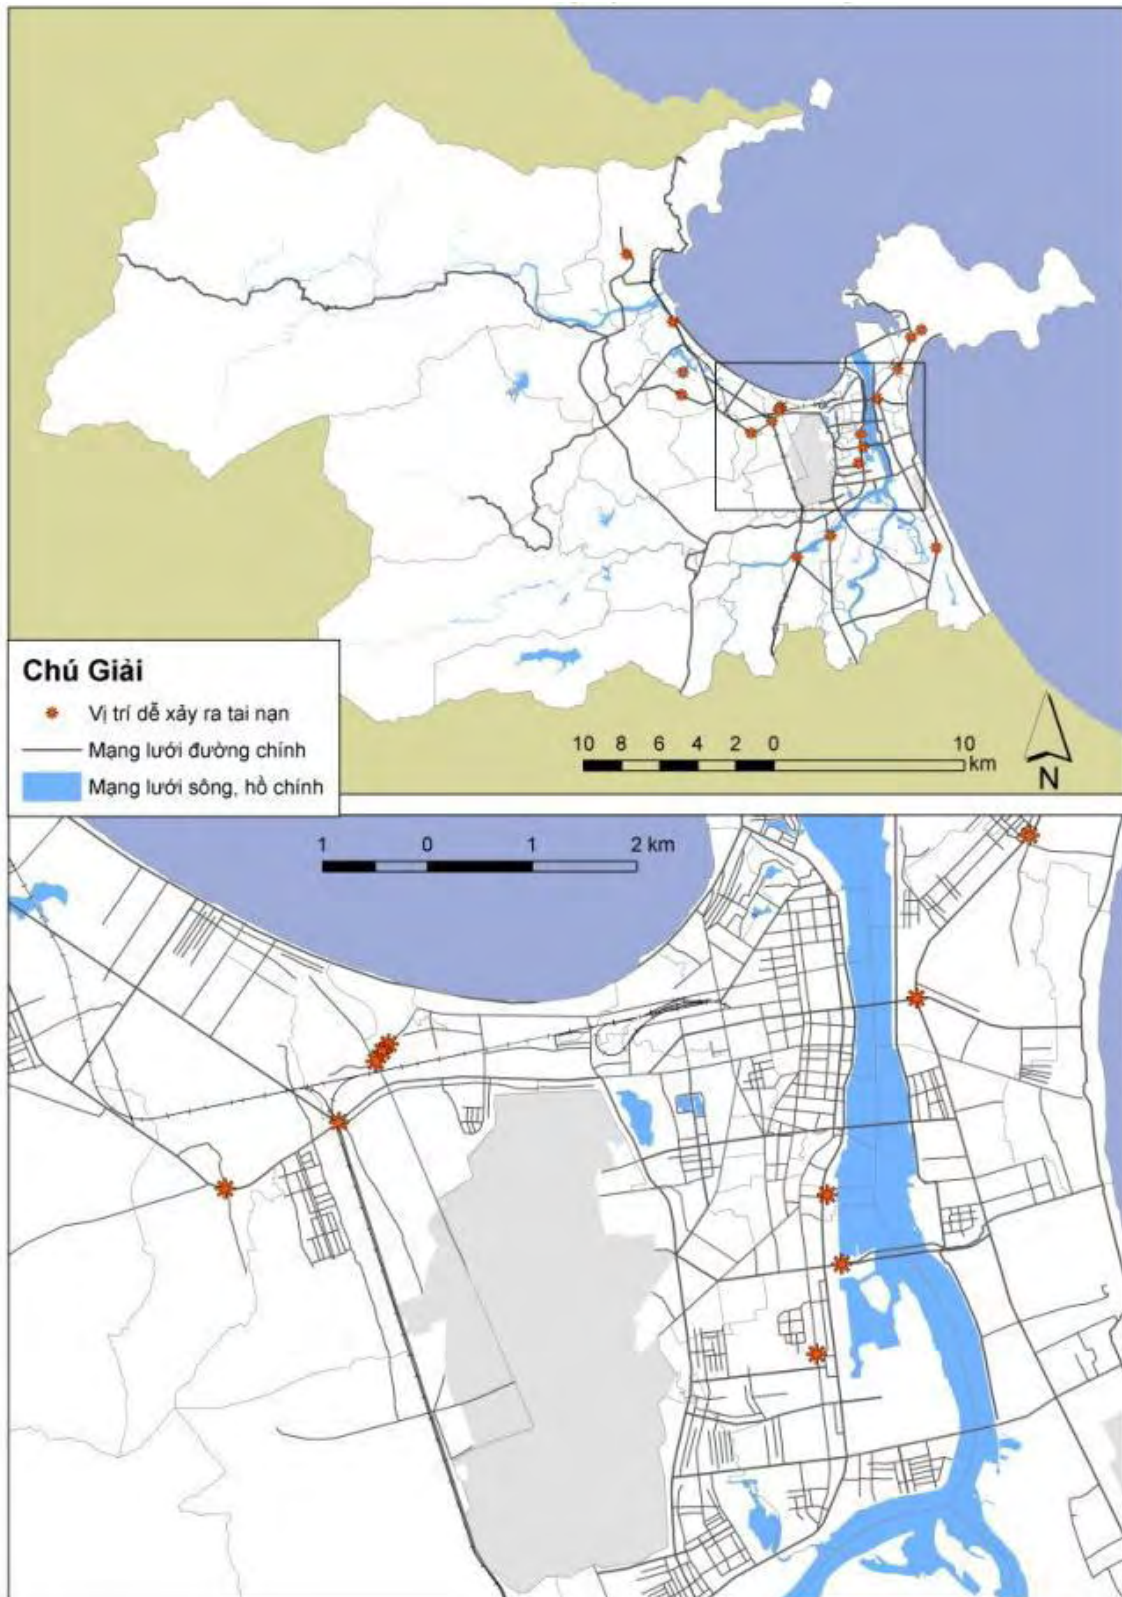 Chú Giải
Vị trí dễ xảy ra tai nạn
Mạng lưới đường chính
Mạng lưới sông, hồ chính
10 8 6 4 2 0 10
km
N
1 0 1 2 km